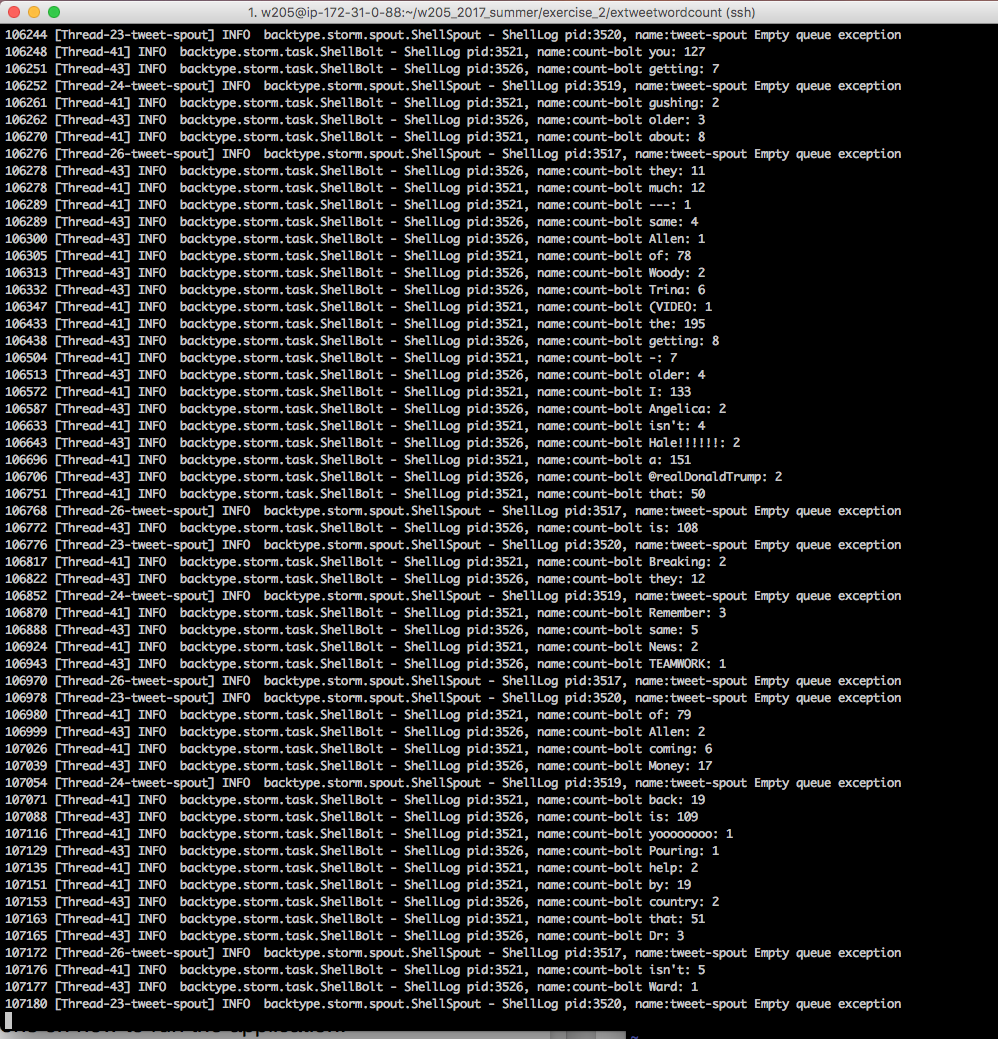 1. w205@ip-172-31-0-88:~/w205_2017_summer/exercise_2/extweetwordcount (ssh)
106244 [Thread-23-tweet-spout] INFO  backtype.storm.spout.ShellSpout - ShellLog pid:3520, name:tweet-spout Empty queue exception
106248 [Thread-41] INFO  backtype.storm.task.ShellBolt - ShellLog pid:3521, name:count-bolt you: 127
106251 [Thread-43] INFO  backtype.storm.task.ShellBolt - ShellLog pid:3526, name:count-bolt getting: 7
106252 [Thread-24-tweet-spout] INFO  backtype.storm.spout.ShellSpout - ShellLog pid:3519, name:tweet-spout Empty queue exception
106261 [Thread-41] INFO  backtype.storm.task.ShellBolt - ShellLog pid:3521, name:count-bolt gushing: 2
106262 [Thread-43] INFO  backtype.storm.task.ShellBolt - ShellLog pid:3526, name:count-bolt older: 3
106270 [Thread-41] INFO  backtype.storm.task.ShellBolt - ShellLog pid:3521, name:count-bolt about: 8
106276 [Thread-26-tweet-spout] INFO  backtype.storm.spout.ShellSpout - ShellLog pid:3517, name:tweet-spout Empty queue exception
106278 [Thread-43] INFO  backtype.storm.task.ShellBolt - ShellLog pid:3526, name:count-bolt they: 11
106278 [Thread-41] INFO  backtype.storm.task.ShellBolt - ShellLog pid:3521, name:count-bolt much: 12
106289 [Thread-41] INFO  backtype.storm.task.ShellBolt - ShellLog pid:3521, name:count-bolt ---: 1
106289 [Thread-43] INFO  backtype.storm.task.ShellBolt - ShellLog pid:3526, name:count-bolt same: 4
106300 [Thread-43] INFO  backtype.storm.task.ShellBolt - ShellLog pid:3526, name:count-bolt Allen: 1
106305 [Thread-41] INFO  backtype.storm.task.ShellBolt - ShellLog pid:3521, name:count-bolt of: 78
106313 [Thread-43] INFO  backtype.storm.task.ShellBolt - ShellLog pid:3526, name:count-bolt Woody: 2
106332 [Thread-43] INFO  backtype.storm.task.ShellBolt - ShellLog pid:3526, name:count-bolt Trina: 6
106347 [Thread-41] INFO  backtype.storm.task.ShellBolt - ShellLog pid:3521, name:count-bolt (VIDEO: 1
106433 [Thread-41] INFO  backtype.storm.task.ShellBolt - ShellLog pid:3521, name:count-bolt the: 195
106438 [Thread-43] INFO  backtype.storm.task.ShellBolt - ShellLog pid:3526, name:count-bolt getting: 8
106504 [Thread-41] INFO  backtype.storm.task.ShellBolt - ShellLog pid:3521, name:count-bolt -: 7
106513 [Thread-43] INFO  backtype.storm.task.ShellBolt - ShellLog pid:3526, name:count-bolt older: 4
106572 [Thread-41] INFO  backtype.storm.task.ShellBolt - ShellLog pid:3521, name:count-bolt I: 133
106587 [Thread-43] INFO  backtype.storm.task.ShellBolt - ShellLog pid:3526, name:count-bolt Angelica: 2
106633 [Thread-41] INFO  backtype.storm.task.ShellBolt - ShellLog pid:3521, name:count-bolt isn't: 4
106643 [Thread-43] INFO  backtype.storm.task.ShellBolt - ShellLog pid:3526, name:count-bolt Hale!!!!!!: 2
106696 [Thread-41] INFO  backtype.storm.task.ShellBolt - ShellLog pid:3521, name:count-bolt a: 151
106706 [Thread-43] INFO  backtype.storm.task.ShellBolt - ShellLog pid:3526, name:count-bolt @realDonaldTrump: 2
106751 [Thread-41] INFO  backtype.storm.task.ShellBolt - ShellLog pid:3521, name:count-bolt that: 50
106768 [Thread-26-tweet-spout] INFO  backtype.storm.spout.ShellSpout - ShellLog pid:3517, name:tweet-spout Empty queue exception
106772 [Thread-43] INFO  backtype.storm.task.ShellBolt - ShellLog pid:3526, name:count-bolt is: 108
106776 [Thread-23-tweet-spout] INFO  backtype.storm.spout.ShellSpout - ShellLog pid:3520, name:tweet-spout Empty queue exception
106817 [Thread-41] INFO  backtype.storm.task.ShellBolt - ShellLog pid:3521, name:count-bolt Breaking: 2
106822 [Thread-43] INFO  backtype.storm.task.ShellBolt - ShellLog pid:3526, name:count-bolt they: 12
106852 [Thread-24-tweet-spout] INFO  backtype.storm.spout.ShellSpout - ShellLog pid:3519, name:tweet-spout Empty queue exception
106870 [Thread-41] INFO  backtype.storm.task.ShellBolt - ShellLog pid:3521, name:count-bolt Remember: 3
106888 [Thread-43] INFO  backtype.storm.task.ShellBolt - ShellLog pid:3526, name:count-bolt same: 5
106924 [Thread-41] INFO  backtype.storm.task.ShellBolt - ShellLog pid:3521, name:count-bolt News: 2
106943 [Thread-43] INFO  backtype.storm.task.ShellBolt - ShellLog pid:3526, name:count-bolt TEAMWORK: 1
106970 [Thread-26-tweet-spout] INFO  backtype.storm.spout.ShellSpout - ShellLog pid:3517, name:tweet-spout Empty queue exception
106978 [Thread-23-tweet-spout] INFO  backtype.storm.spout.ShellSpout - ShellLog pid:3520, name:tweet-spout Empty queue exception
106980 [Thread-41] INFO  backtype.storm.task.ShellBolt - ShellLog pid:3521, name:count-bolt of: 79
106999 [Thread-43] INFO  backtype.storm.task.ShellBolt - ShellLog pid:3526, name:count-bolt Allen: 2
107026 [Thread-41] INFO  backtype.storm.task.ShellBolt - ShellLog pid:3521, name:count-bolt coming: 6
107039 [Thread-43] INFO  backtype.storm.task.ShellBolt - ShellLog pid:3526, name:count-bolt Money: 17
107054 [Thread-24-tweet-spout] INFO  backtype.storm.spout.ShellSpout - ShellLog pid:3519, name:tweet-spout Empty queue exception
107071 [Thread-41] INFO  backtype.storm.task.ShellBolt - ShellLog pid:3521, name:count-bolt back: 19
107088 [Thread-43] INFO  backtype.storm.task.ShellBolt - ShellLog pid:3526, name:count-bolt is: 109
107116 [Thread-41] INFO  backtype.storm.task.ShellBolt - ShellLog pid:3521, name:count-bolt yoooooooo: 1
107129 [Thread-43] INFO  backtype.storm.task.ShellBolt - ShellLog pid:3526, name:count-bolt Pouring: 1
107135 [Thread-41] INFO  backtype.storm.task.ShellBolt - ShellLog pid:3521, name:count-bolt help: 2
107151 [Thread-41] INFO  backtype.storm.task.ShellBolt - ShellLog pid:3521, name:count-bolt by: 19
107153 [Thread-43] INFO  backtype.storm.task.ShellBolt - ShellLog pid:3526, name:count-bolt country: 2
107163 [Thread-41] INFO  backtype.storm.task.ShellBolt - ShellLog pid:3521, name:count-bolt that: 51
107165 [Thread-43] INFO  backtype.storm.task.ShellBolt - ShellLog pid:3526, name:count-bolt Dr: 3
107172 [Thread-26-tweet-spout] INFO  backtype.storm.spout.ShellSpout - ShellLog pid:3517, name:tweet-spout Empty queue exception
107176 [Thread-41] INFO  backtype.storm.task.ShellBolt - ShellLog pid:3521, name:count-bolt isn't: 5
107177 [Thread-43] INFO  backtype.storm.task.ShellBolt - ShellLog pid:3526, name:count-bolt Ward: 1
107180 [Thread-23-tweet-spout] INFO  backtype.storm.spout.ShellSpout - ShellLog pid:3520, name:tweet-spout Empty queue exception